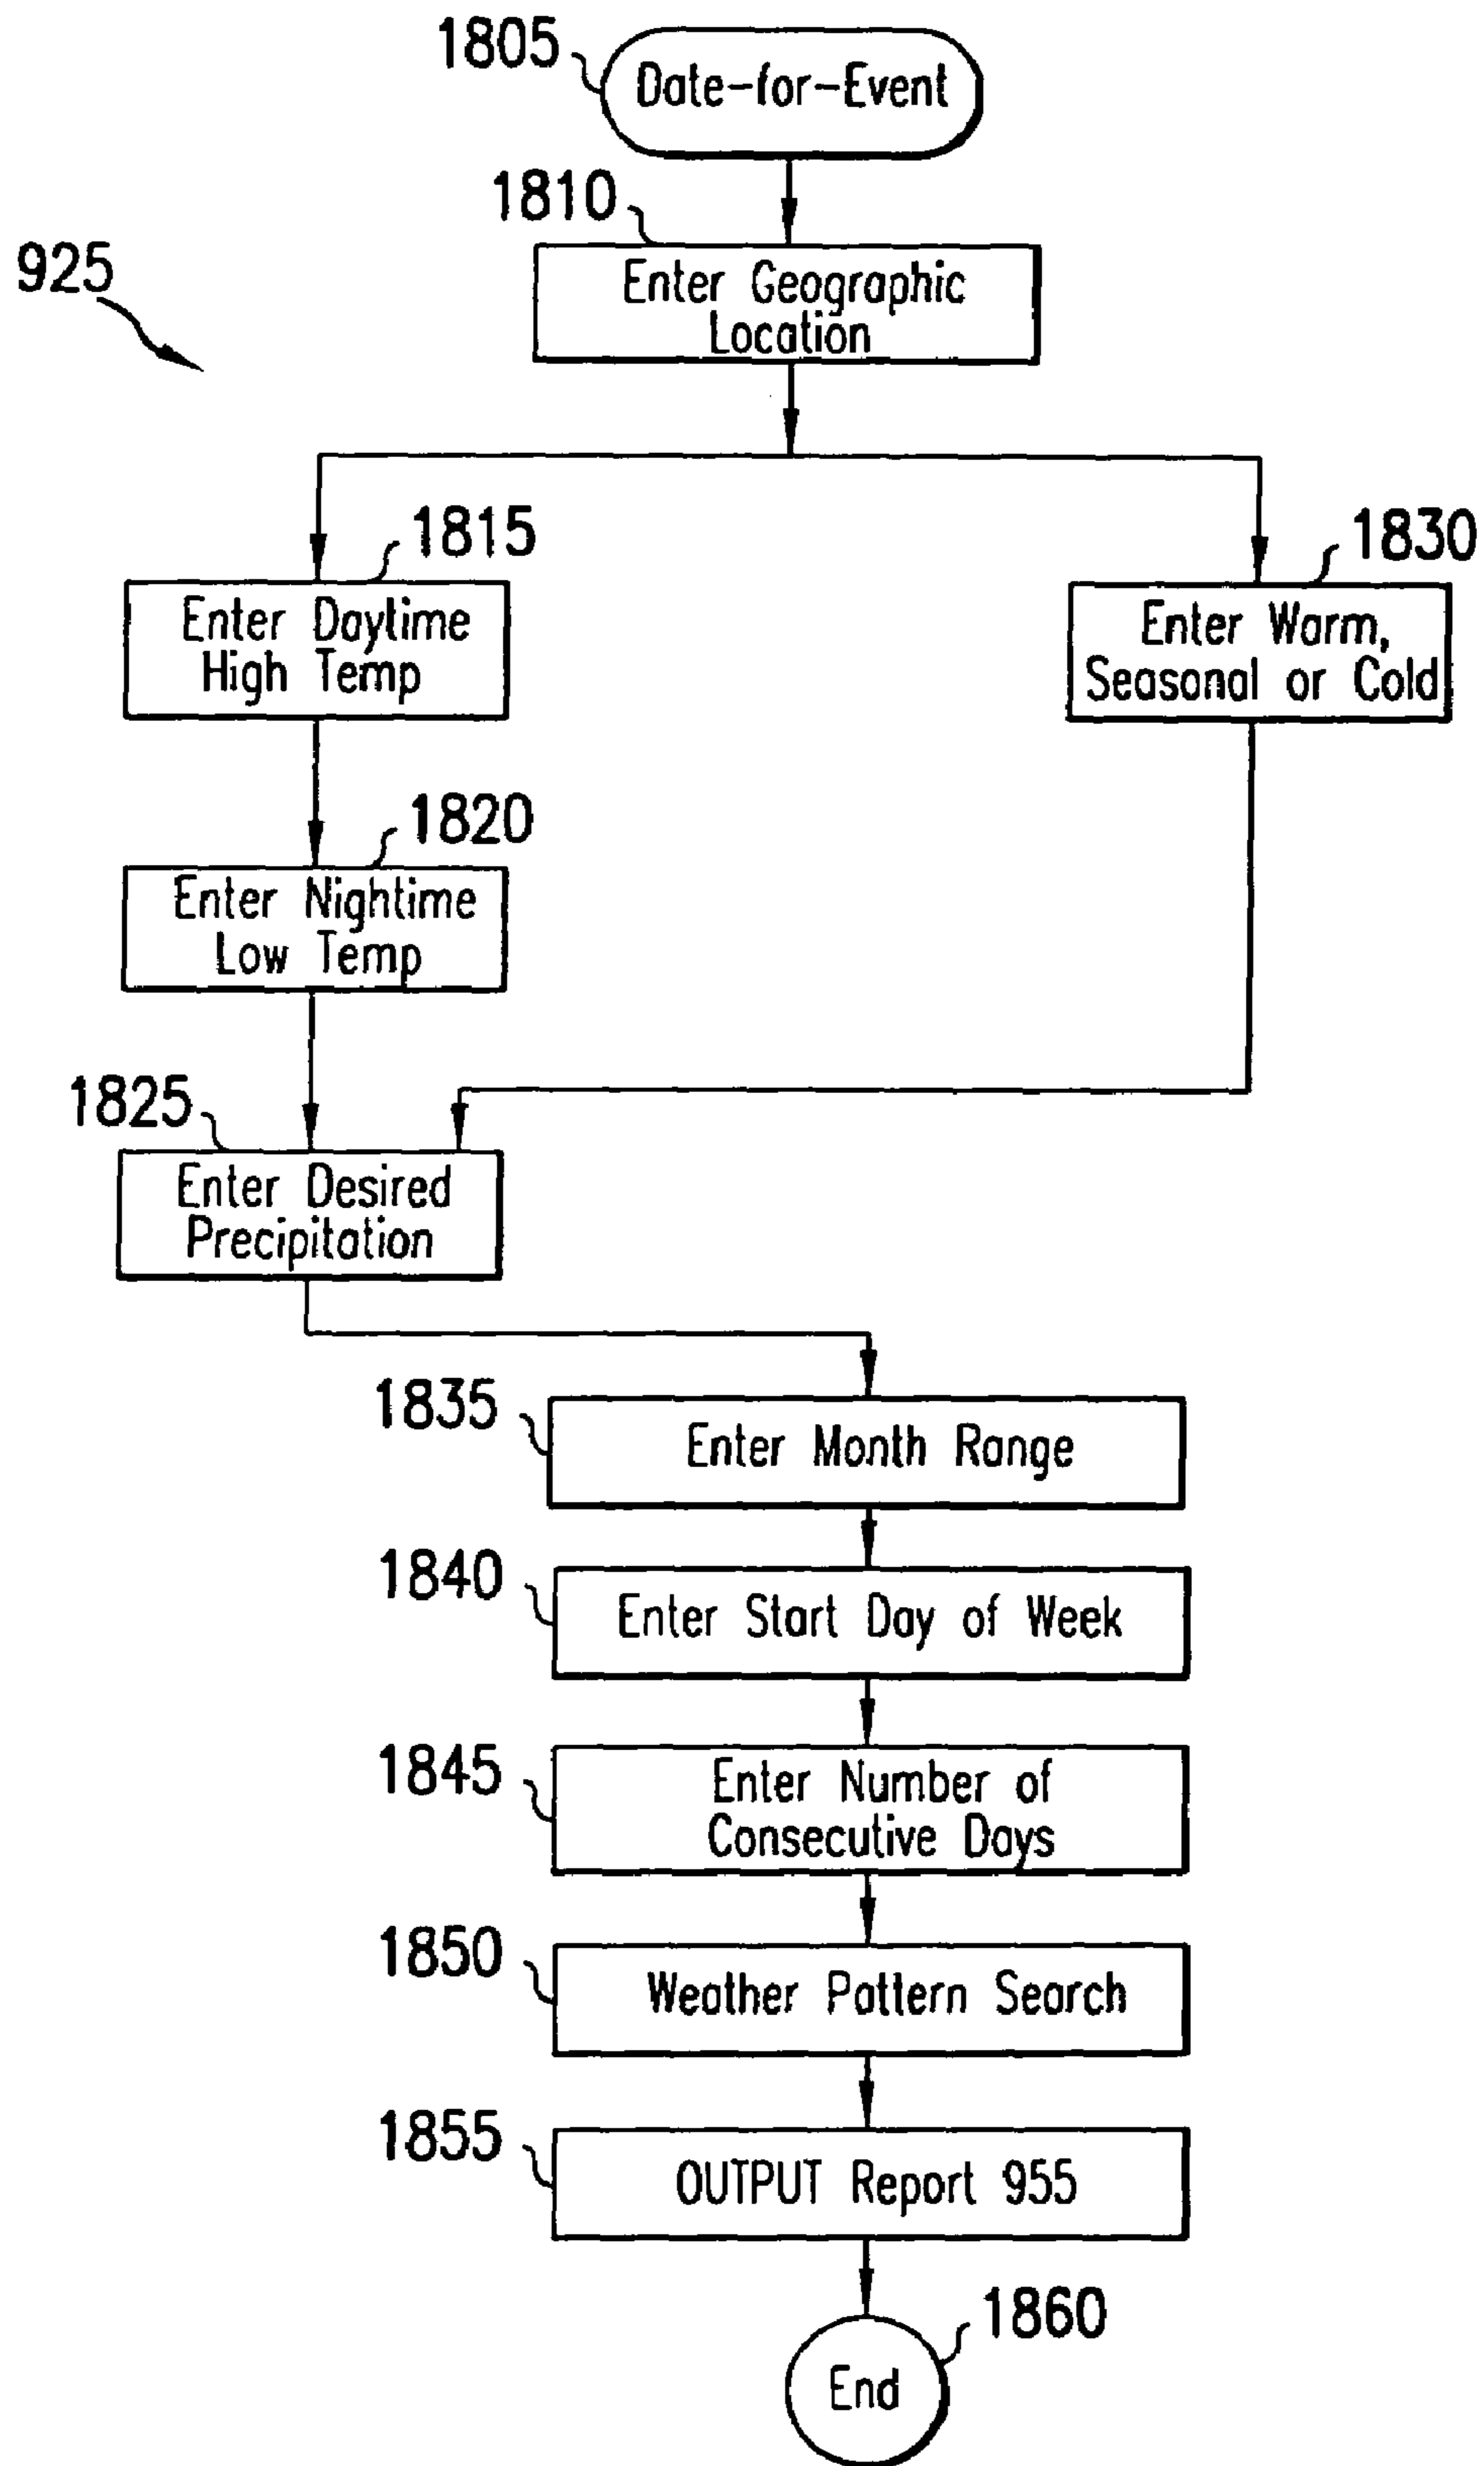 1805
Date-for-Event
1810
925
Enter Geographic
Location
1815
Enter Daytime
High Temp
1830
Enter Warm,
Seasonal or Cold
1820
Enter Nightime
Low Temp
1825
Enter Desired
Precipitation
1835
Enter Month Range
1840
Enter Start Day of Week
1845
Enter Number of
Consecutive Days
1850
Weather Pattern Search
1855
OUTPUT Report 955
1860
End